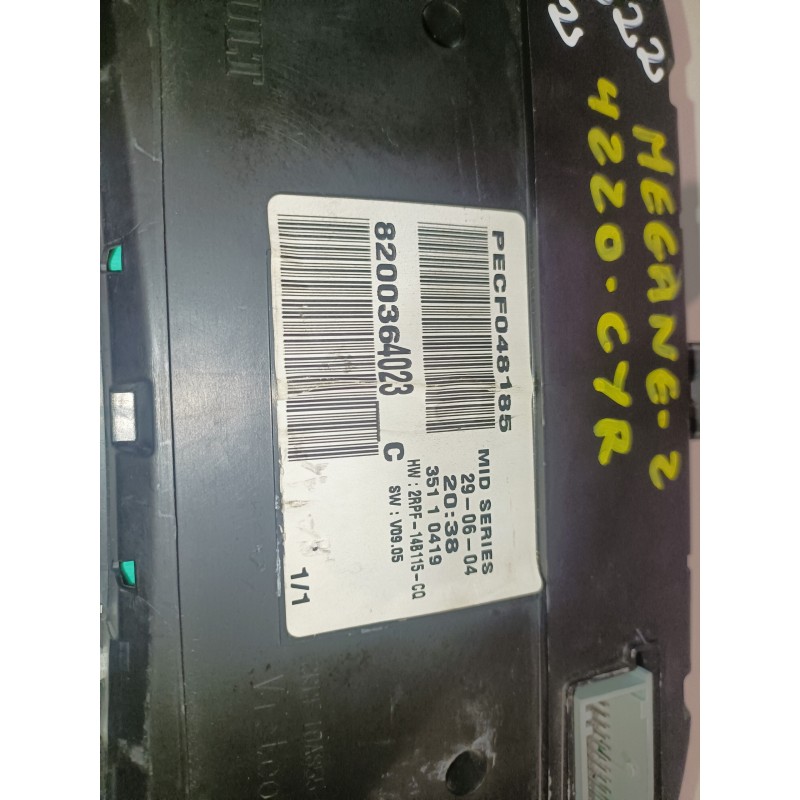 MEGANE-2
4220-CYR
PECF048185
MID SERIES
29-06-04
20:38
351 1 0419
HW : 2RPF-14B115-CQ
SW : V09.05
8200364023
C
1/1